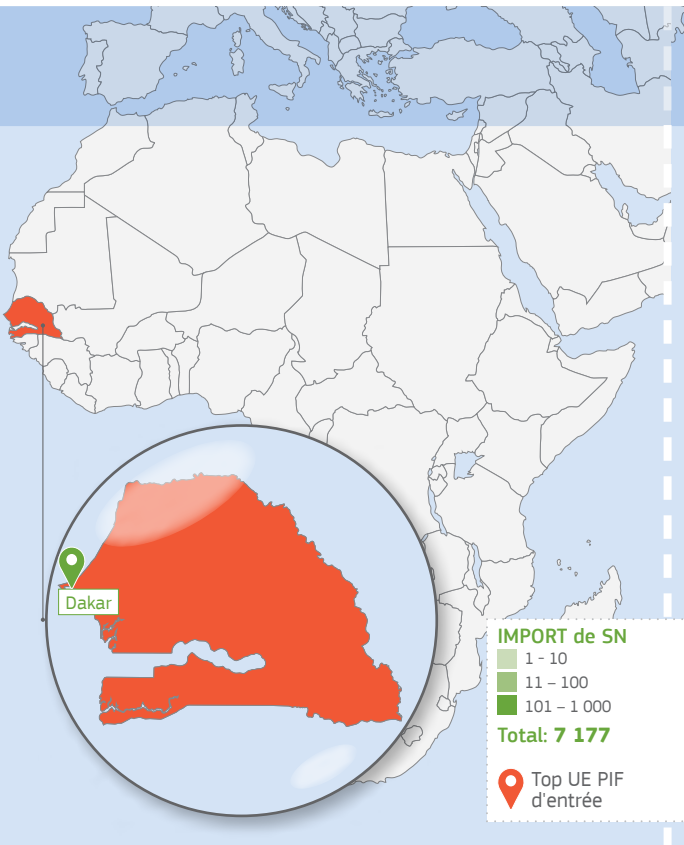 Dakar
IMPORT de SN
1 - 10
11 – 100
101 – 1 000
Total: 7 177
Top UE PIF
d'entrée